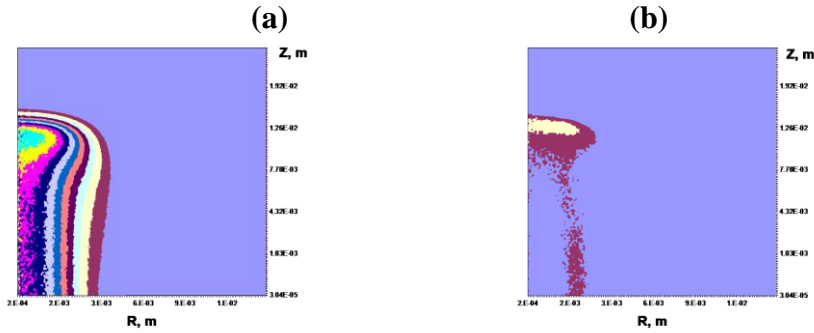 (a) (b)
Z, m Z, m
1.92E-02 1.92E-02
1.26E-02 1.26E-02
7.78E-03 7.78E-03
4.32E-03 4.32E-03
1.83E-03 1.83E-03
3.04E-05 3.04E-05
2.E-04 2.E-03 3.E-03 6.E-03 9.E-03 1.E-02 2.E-04 2.E-03 3.E-03 6.E-03 9.E-03 1.E-02
R, m R, m